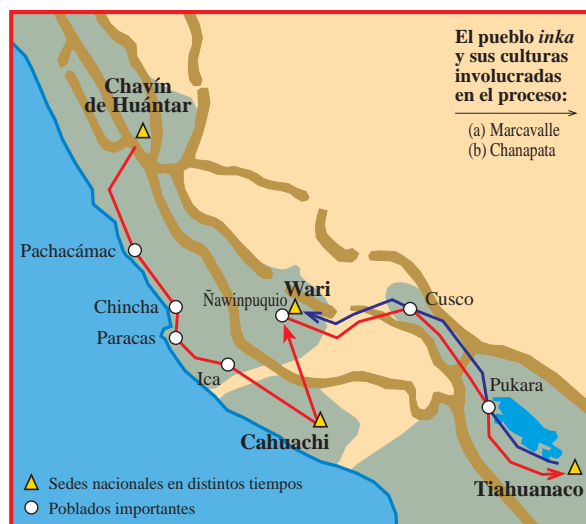 El pueblo inka
y sus culturas
involucradas
en el proceso:
(a) Marcavalle
(b) Chanapata
Chavín
de Huántar
Pachacámac
Chincha
Paracas
Ica
Cahuachi
Ñawinpuquio
Wari
Cusco
Pukara
Tiahuanaco
Sedes nacionales en distintos tiempos
Poblados importantes